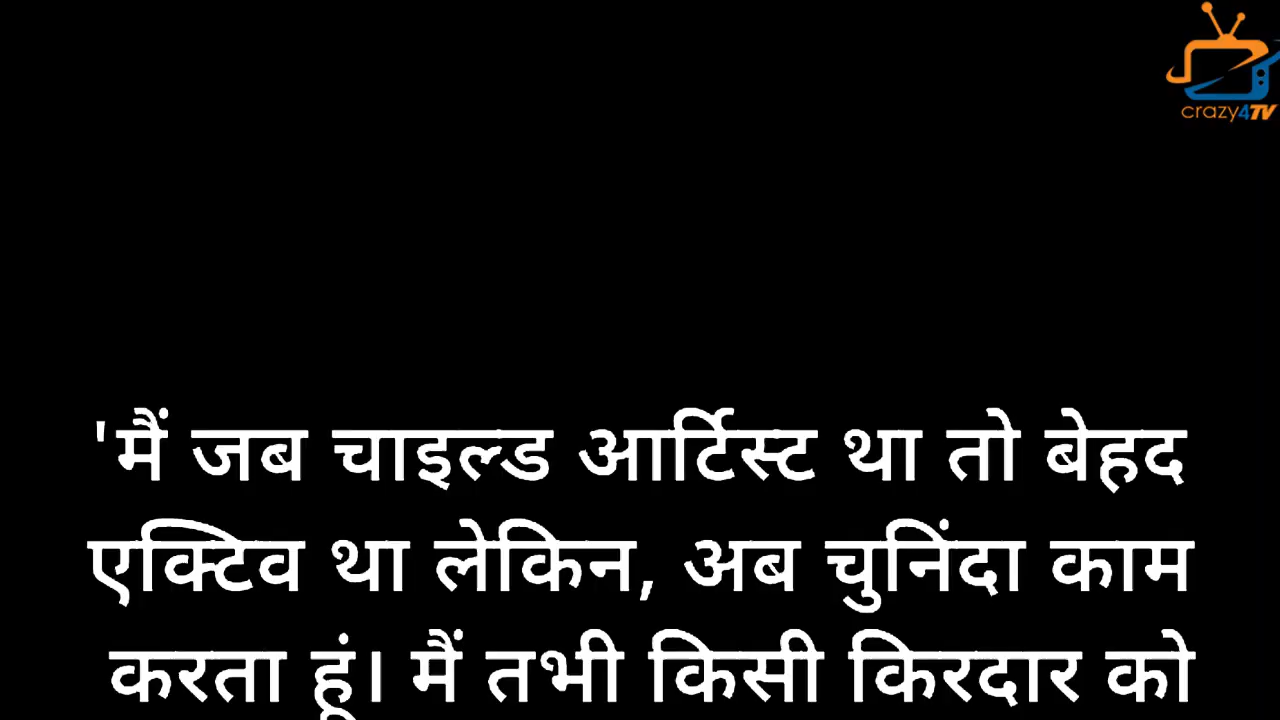 crazy4TV
'मैं जब चाइल्ड आर्टिस्ट था तो बेहद
एक्टिव था लेकिन, अब चुनिंदा काम
करता हूं। मैं तभी किसी किरदार को